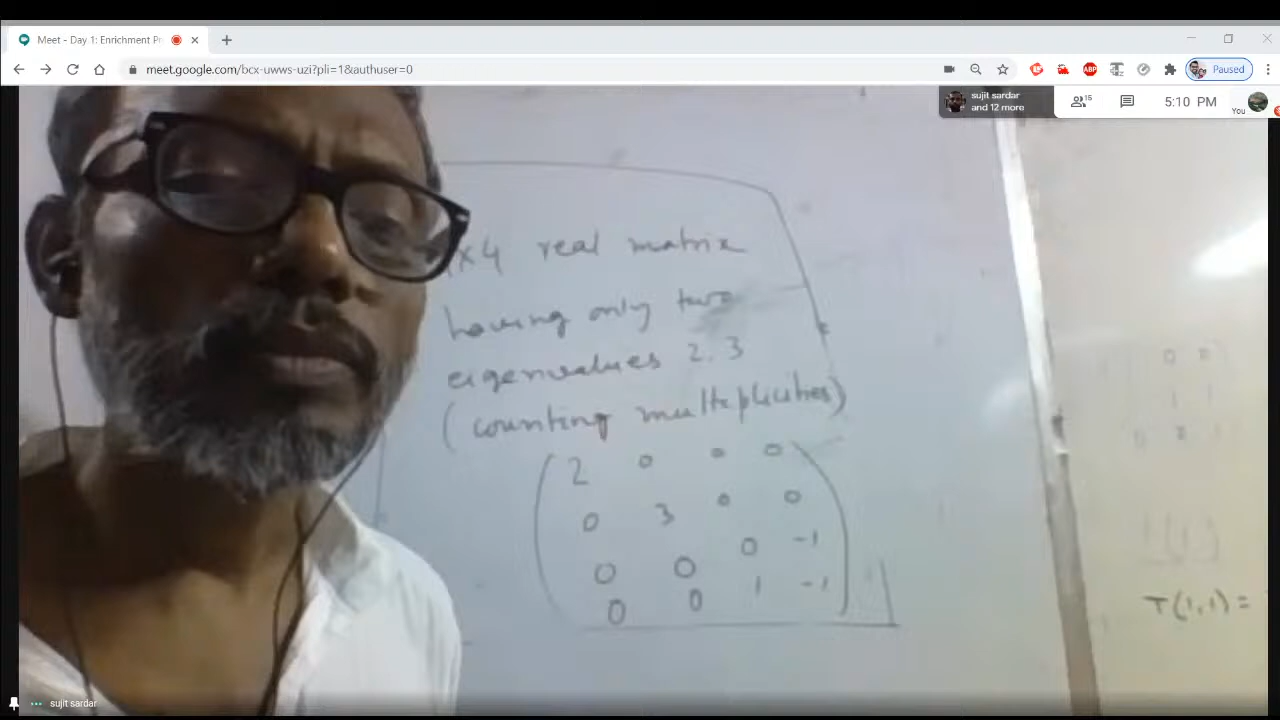 Meet - Day 1: Enrichment Pr
meet.google.com/bcx-uwws-uzi?pli=1&authuser=0
ABP
Paused
sujit sardar
and 12 more
15
5:10 PM
You
x4 real matrix
having only two
eigenvalues 2, 3
(counting multiplicities)
2 0 0 0
0 3 0 0
0 0 0 -1
0 0 1 -1
T(1,1) =
sujit sardar